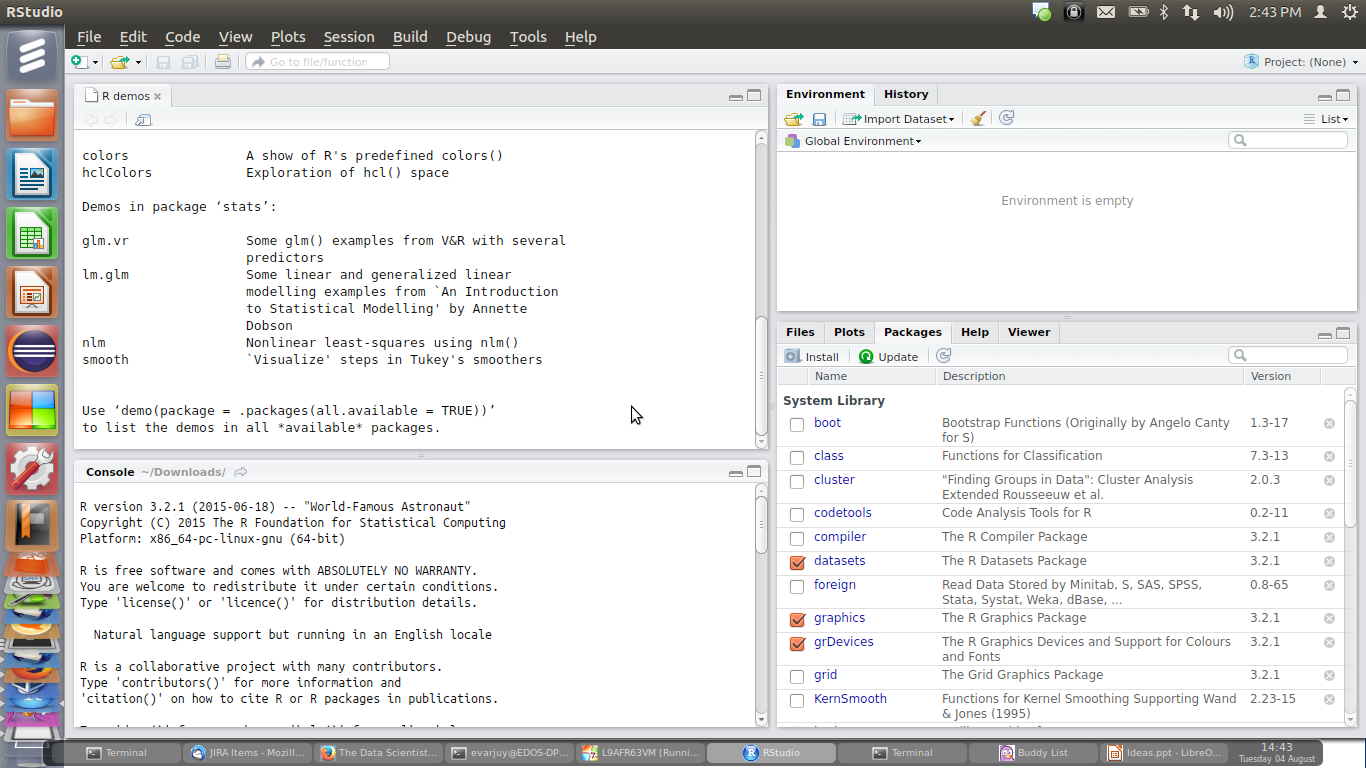 RStudio
2:43 PM
File Edit Code View Plots Session Build Debug Tools Help
Go to file/function
Project: (None)
R demos
colors A show of R's predefined colors()
hclColors Exploration of hcl() space
Demos in package ‘stats’:
glm.vr Some glm() examples from V&R with several
predictors
lm.glm Some linear and generalized linear
modelling examples from `An Introduction
to Statistical Modelling' by Annette
Dobson
nlm Nonlinear least-squares using nlm()
smooth `Visualize' steps in Tukey's smoothers
Use ‘demo(package = .packages(all.available = TRUE))’
to list the demos in all *available* packages.
Console ~/Downloads/
R version 3.2.1 (2015-06-18) -- "World-Famous Astronaut"
Copyright (C) 2015 The R Foundation for Statistical Computing
Platform: x86_64-pc-linux-gnu (64-bit)
R is free software and comes with ABSOLUTELY NO WARRANTY.
You are welcome to redistribute it under certain conditions.
Type 'license()' or 'licence()' for distribution details.
Natural language support but running in an English locale
R is a collaborative project with many contributors.
Type 'contributors()' for more information and
'citation()' on how to cite R or R packages in publications.
Environment History
Import Dataset
List
Global Environment
Environment is empty
Files Plots Packages Help Viewer
Install Update
Name Description Version
System Library
boot Bootstrap Functions (Originally by Angelo Canty 1.3-17
for S)
class Functions for Classification 7.3-13
cluster "Finding Groups in Data": Cluster Analysis 2.0.3
Extended Rousseeuw et al.
codetools Code Analysis Tools for R 0.2-11
compiler The R Compiler Package 3.2.1
datasets The R Datasets Package 3.2.1
foreign Read Data Stored by Minitab, S, SAS, SPSS, 0.8-65
Stata, Systat, Weka, dBase, ...
graphics The R Graphics Package 3.2.1
grDevices The R Graphics Devices and Support for Colours 3.2.1
and Fonts
grid The Grid Graphics Package 3.2.1
KernSmooth Functions for Kernel Smoothing Supporting Wand 2.23-15
& Jones (1995)
Terminal
JIRA Items - Mozill...
The Data Scientist...
evarjuy@EDOS-DP...
L9AFR63VM [Runni...
RStudio
Terminal
Buddy List
Ideas.ppt - LibreO...
14:43
Tuesday 04 August